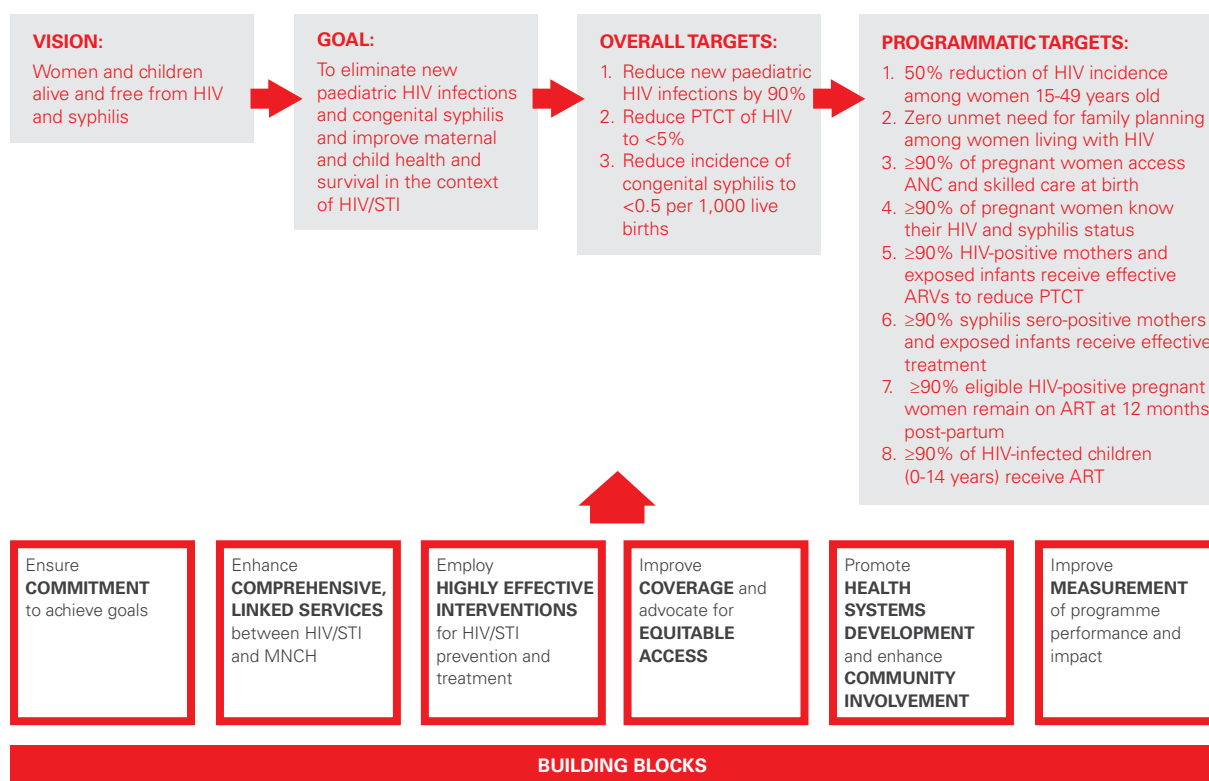 VISION:
Women and children
alive and free from HIV
and syphilis
GOAL:
To eliminate new
paediatric HIV infections
and congenital syphilis
and improve maternal
and child health and
survival in the context
of HIV/STI
OVERALL TARGETS:
1. Reduce new paediatric
HIV infections by 90%
2. Reduce PTCT of HIV
to <5%
3. Reduce incidence of
congenital syphilis to
<0.5 per 1,000 live
births
PROGRAMMATIC TARGETS:
1. 50% reduction of HIV incidence
among women 15-49 years old
2. Zero unmet need for family planning
among women living with HIV
3. ≥90% of pregnant women access
ANC and skilled care at birth
4. ≥90% of pregnant women know
their HIV and syphilis status
5. ≥90% HIV-positive mothers and
exposed infants receive effective
ARVs to reduce PTCT
6. ≥90% syphilis sero-positive mothers
and exposed infants receive effective
treatment
7. ≥90% eligible HIV-positive pregnant
women remain on ART at 12 months
post-partum
8. ≥90% of HIV-infected children
(0-14 years) receive ART
Ensure
COMMITMENT
to achieve goals
Enhance
COMPREHENSIVE,
LINKED SERVICES
between HIV/STI
and MNCH
Employ
HIGHLY EFFECTIVE
INTERVENTIONS
for HIV/STI
prevention and
treatment
Improve
COVERAGE and
advocate for
EQUITABLE
ACCESS
Promote
HEALTH
SYSTEMS
DEVELOPMENT
and enhance
COMMUNITY
INVOLVEMENT
Improve
MEASUREMENT
of programme
performance and
impact
BUILDING BLOCKS